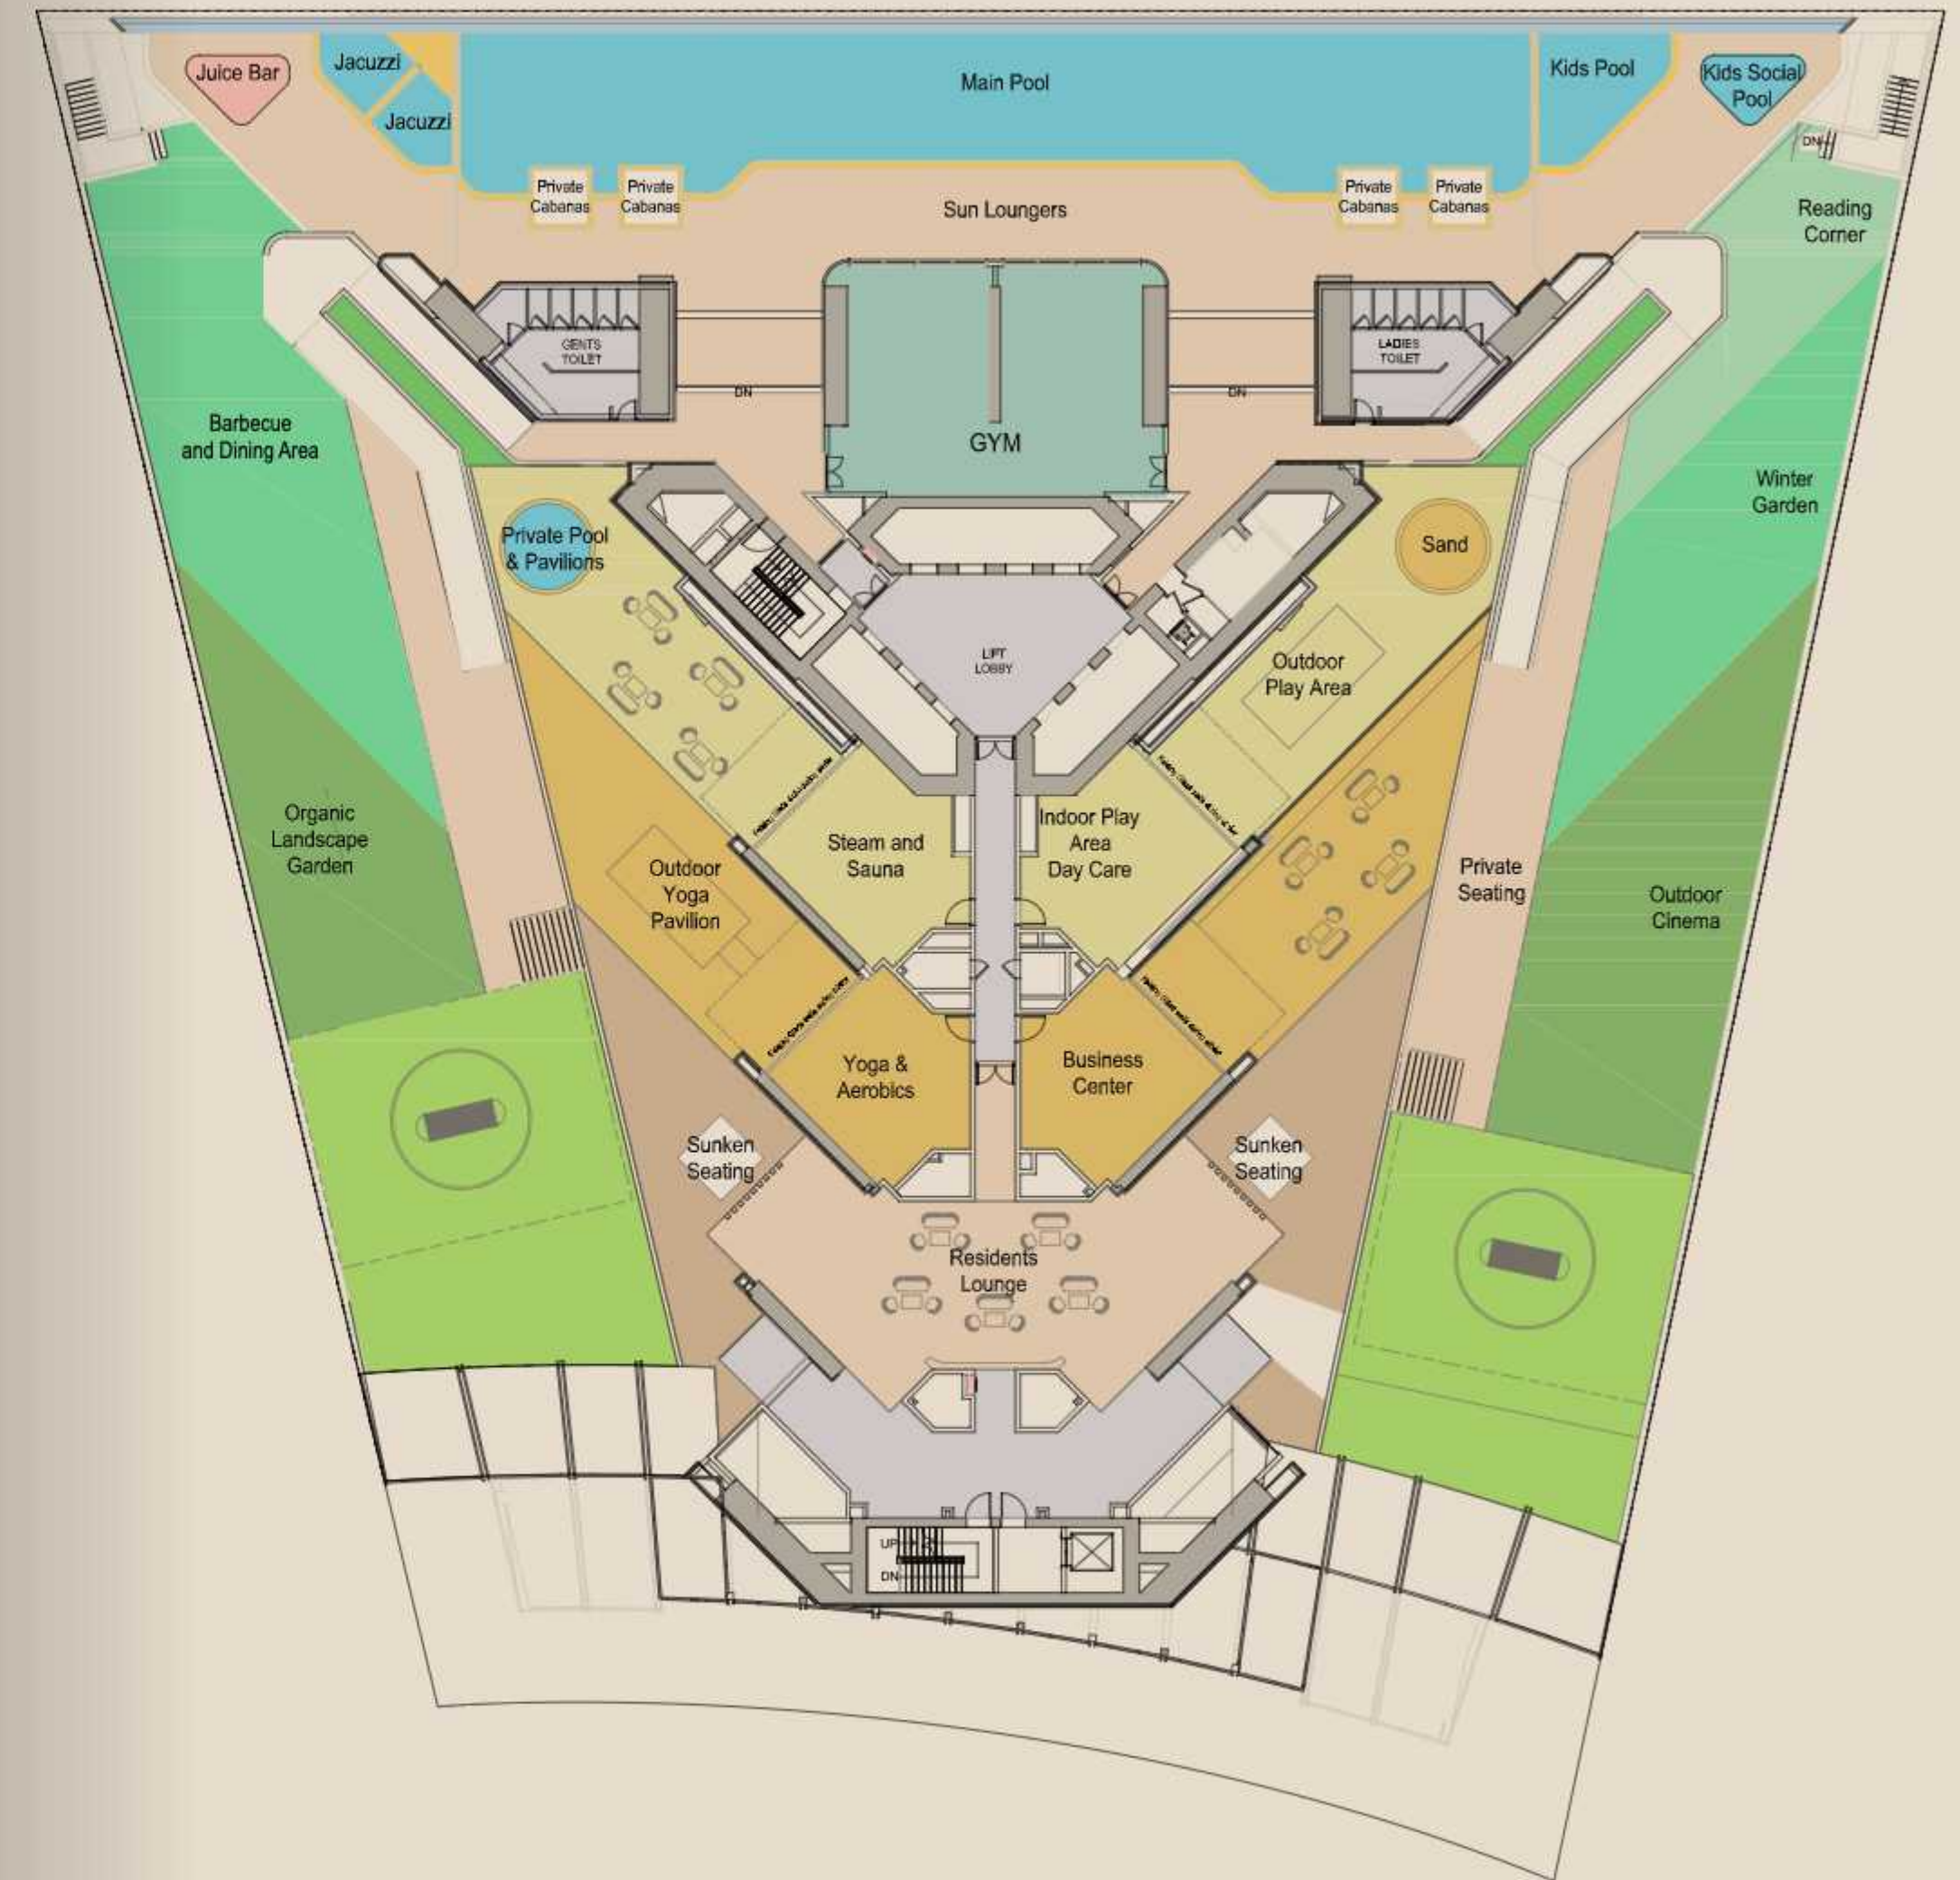 Juice Bar
Jacuzzi
Jacuzzi
Main Pool
Kids Pool
Kids Social
Pool
DN
Private
Cabanas
Private
Cabanas
Sun Loungers
Private
Cabanas
Private
Cabanas
Reading
Corner
GENTS
TOILET
LADIES
TOILET
DN
DN
Barbecue
and Dining Area
GYM
Winter
Garden
Private Pool
& Pavilions
Sand
LIFT
LOBBY
Outdoor
Play Area
Organic
Landscape
Garden
Steam and
Sauna
Indoor Play
Area
Day Care
Outdoor
Yoga
Pavilion
Private
Seating
Outdoor
Cinema
Yoga &
Aerobics
Business
Center
Sunken
Seating
Sunken
Seating
Residents
Lounge
UP
DN